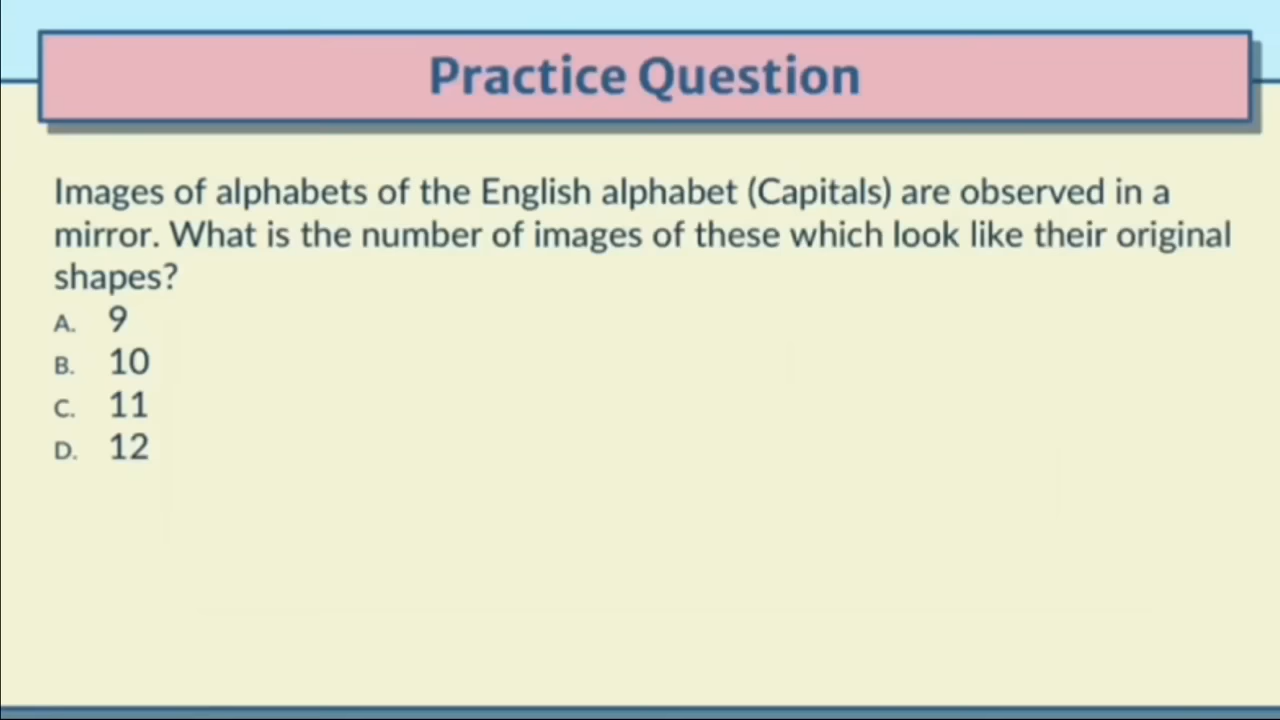 Practice Question
Images of alphabets of the English alphabet (Capitals) are observed in a
mirror. What is the number of images of these which look like their original
shapes?
A. 9
B. 10
C. 11
D. 12